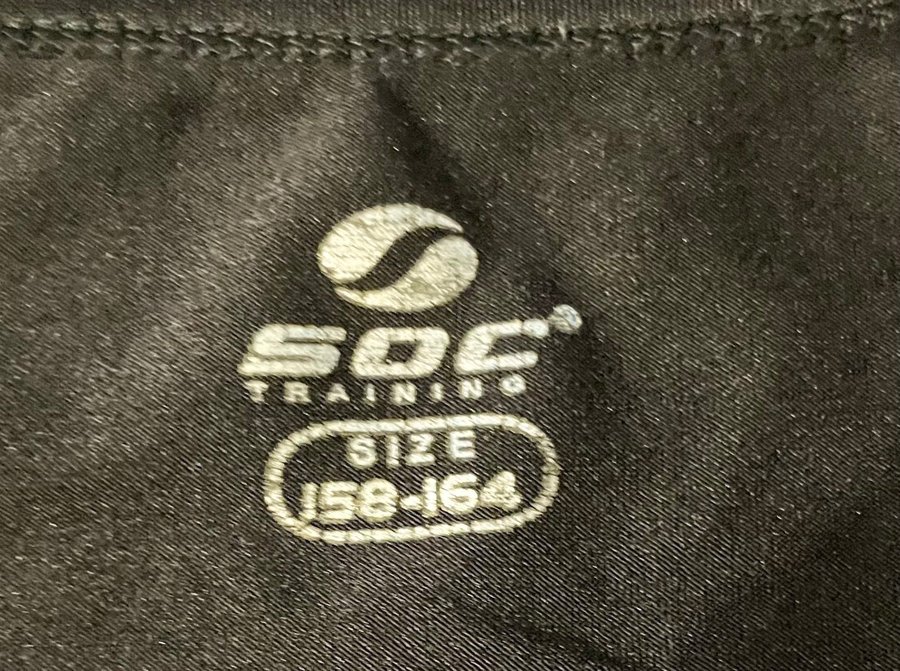 SOC
TRAINING
SIZE
158-164